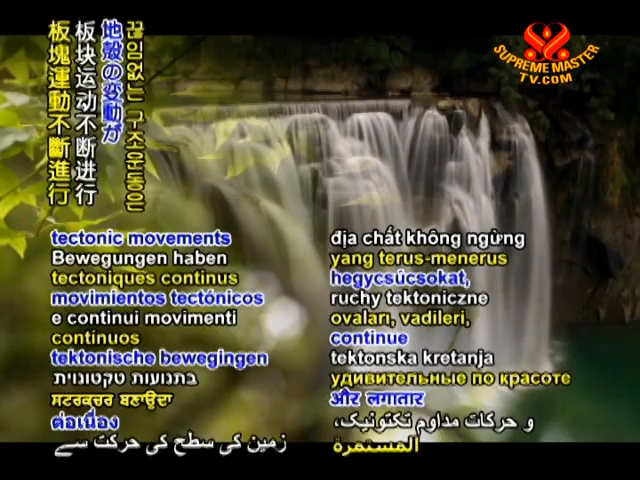 板塊運動不斷進行
板块运动不断进行
地殻の変動が
끊임없는 구조운동인
SUPREME MASTER
TV.COM
tectonic movements
Bewegungen haben
tectoniques continus
movimientos tectónicos
e continui movimenti
continuos
tektonische bewegingen
בתנועות טקטונויות
ਸਟਰਕਚਰ ਬਣਾਉਂਦਾ
ต่อเนื่อง
زمین کی سطح کی حرکت سے
địa chất không ngừng
yang terus-menerus
hegycsúcsokat,
ruchy tektoniczne
ovaları, vadileri,
continue
tektonska kretanja
удивительные по красоте
और लगातार
و حرکات مداوم تکتونیک،
المستمرة